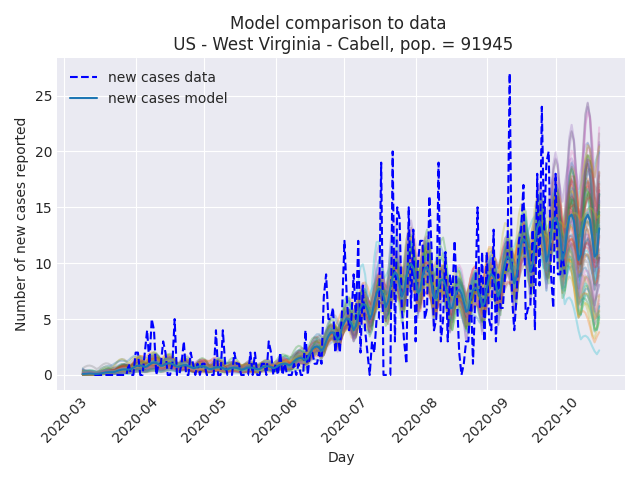 Model comparison to data
US - West Virginia - Cabell, pop. = 91945
new cases data
new cases model
Number of new cases reported
25
20
15
10
5
0
2020-03
2020-04
2020-05
2020-06
2020-07
2020-08
2020-09
2020-10
Day